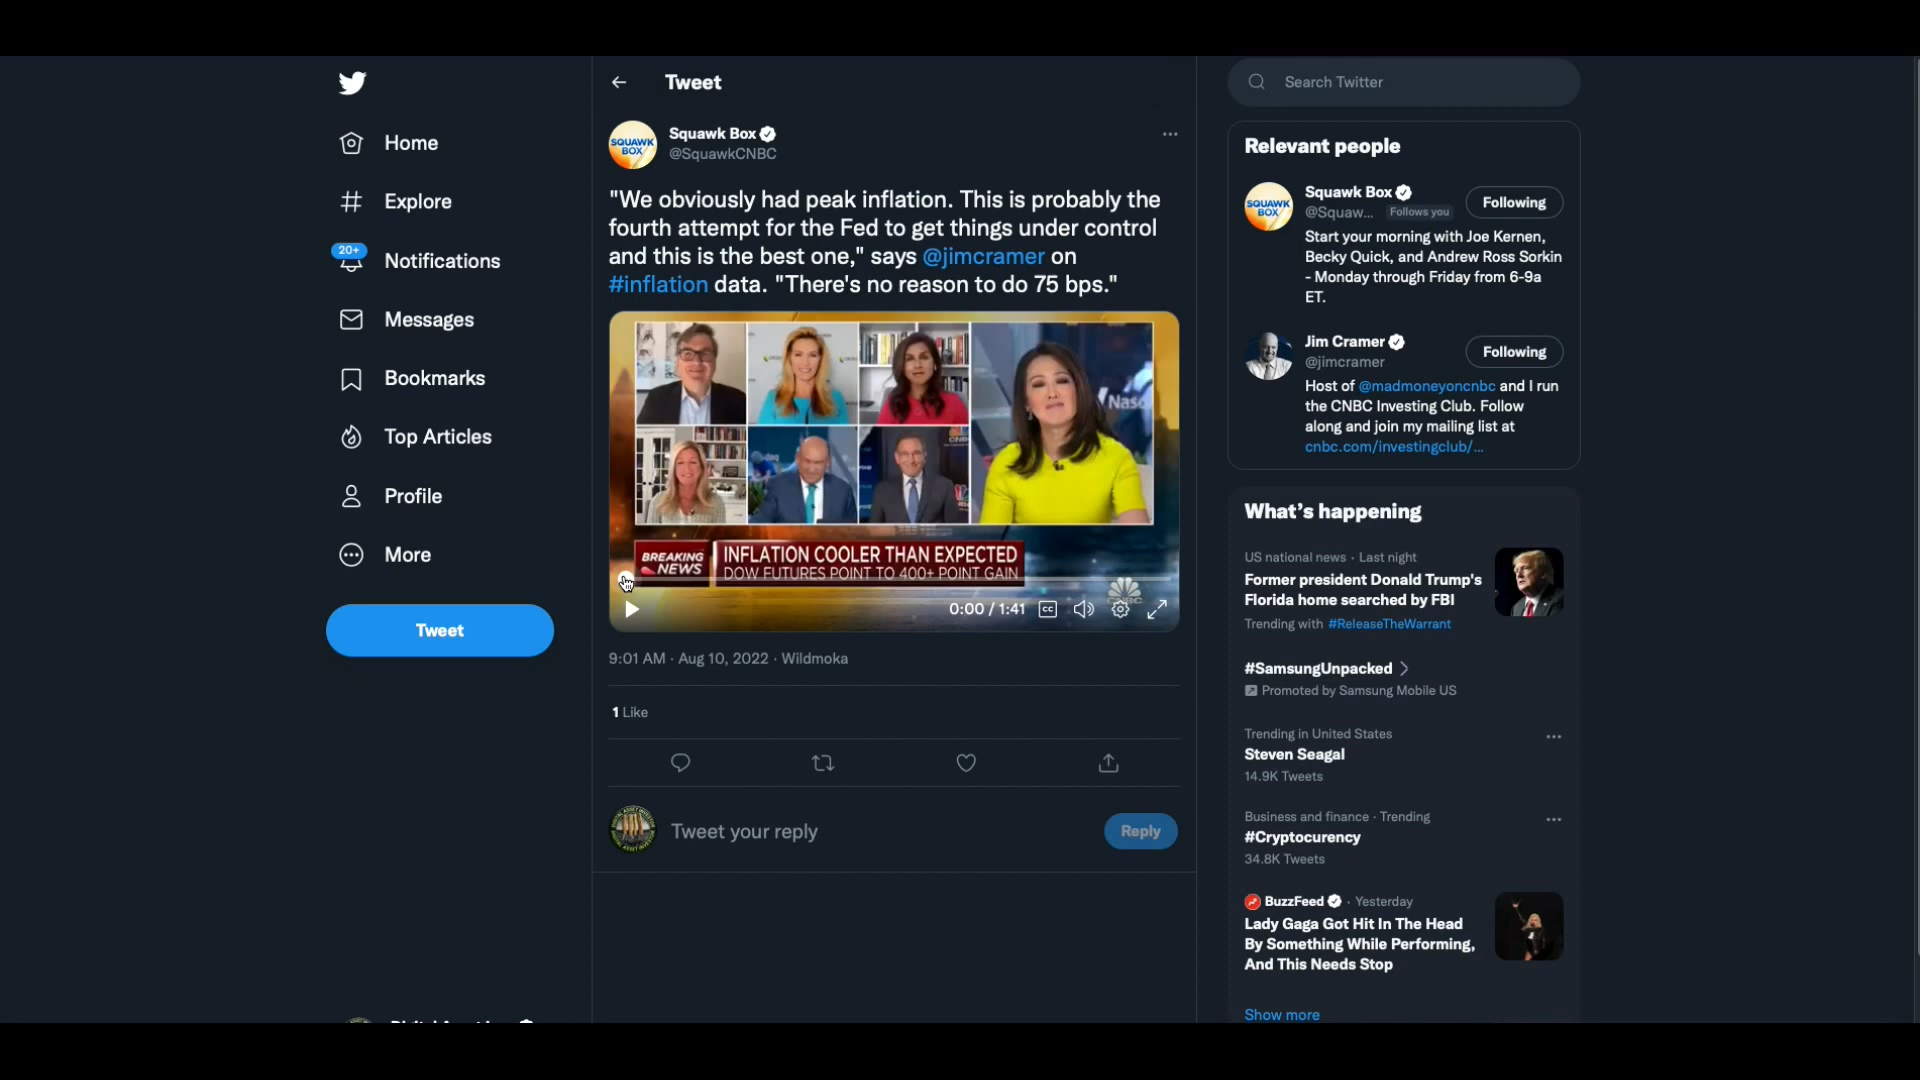 Home
Explore
20+
Notifications
Messages
Bookmarks
Top Articles
Profile
More
Tweet
Tweet
SQUAWK
BOX
Squawk Box
@SquawkCNBC
"We obviously had peak inflation. This is probably the
fourth attempt for the Fed to get things under control
and this is the best one," says @jimcramer on
#inflation data. "There's no reason to do 75 bps."
Nasd
BREAKING
NEWS
INFLATION COOLER THAN EXPECTED
DOW FUTURES POINT TO 400+ POINT GAIN
0:00 / 1:41
CC
9:01 AM · Aug 10, 2022 · Wildmoka
1 Like
Tweet your reply
Reply
Search Twitter
Relevant people
SQUAWK
BOX
Squawk Box
@Squaw... Follows you
Following
Start your morning with Joe Kernen,
Becky Quick, and Andrew Ross Sorkin
- Monday through Friday from 6-9a
ET.
Jim Cramer
@jimcramer
Following
Host of @madmoneyoncnbc and I run
the CNBC Investing Club. Follow
along and join my mailing list at
cnbc.com/investingclub/...
What's happening
US national news · Last night
Former president Donald Trump's
Florida home searched by FBI
Trending with #ReleaseTheWarrant
#SamsungUnpacked
Promoted by Samsung Mobile US
Trending in United States
Steven Seagal
14.9K Tweets
Business and finance · Trending
#Cryptocurency
34.8K Tweets
BuzzFeed · Yesterday
Lady Gaga Got Hit In The Head
By Something While Performing,
And This Needs Stop
Show more